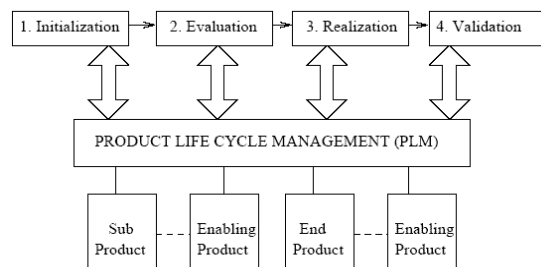 1. Initialization
2. Evaluation
3. Realization
4. Validation
PRODUCT LIFE CYCLE MANAGEMENT (PLM)
Sub
Product
Enabling
Product
End
Product
Enabling
Product